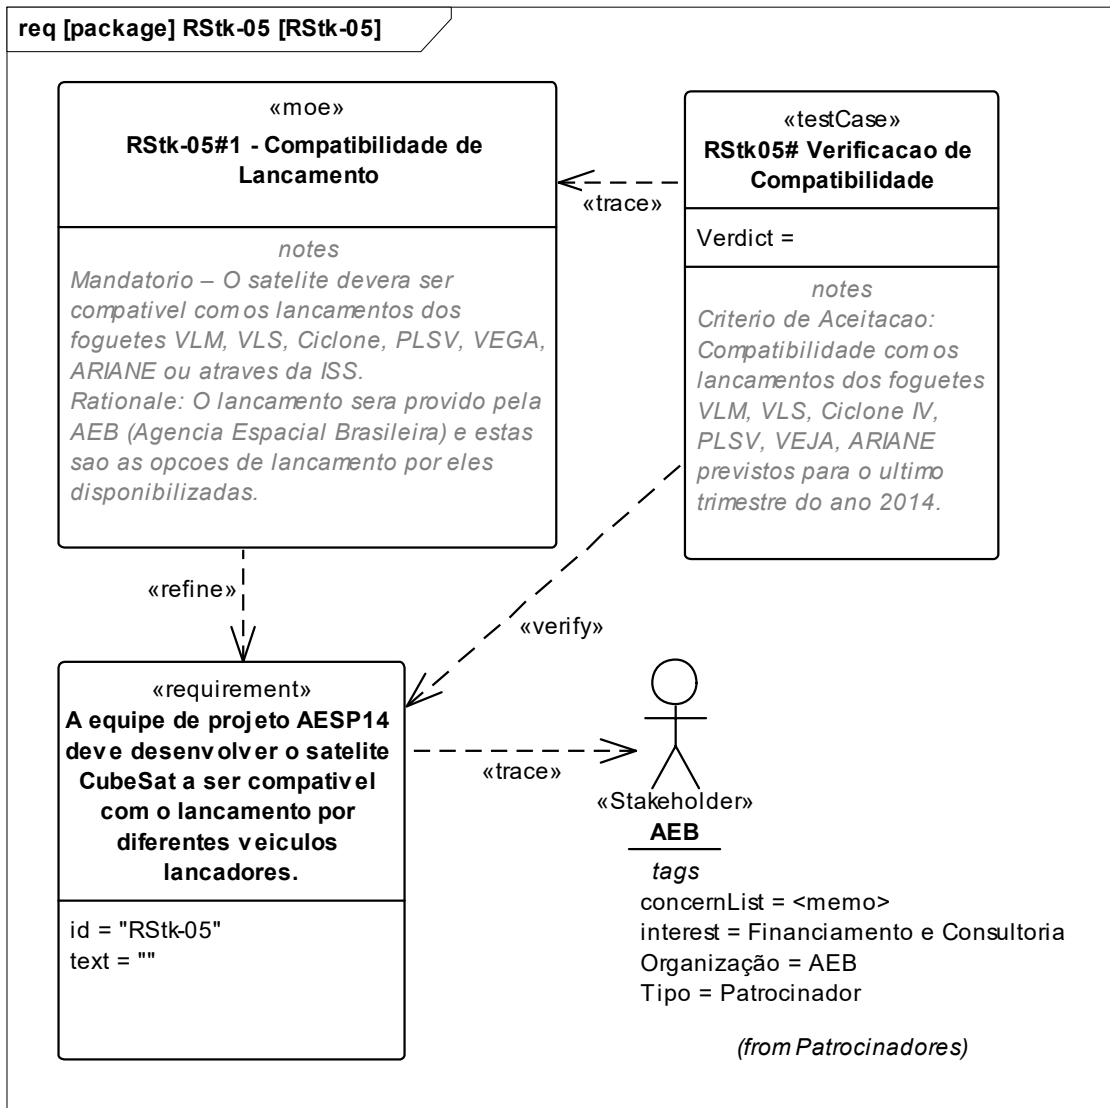 req [package] RStk-05 [RStk-05]
«moe»
RStk-05#1 - Compatibilidade de
Lancamento
notes
Mandatorio – O satelite devera ser
compativel com os lancamentos dos
foguetes VLM, VLS, Ciclone, PLSV, VEGA,
ARIANE ou atraves da ISS.
Rationale: O lancamento sera provido pela
AEB (Agencia Espacial Brasileira) e estas
sao as opcoes de lancamento por eles
disponibilizadas.
«testCase»
RStk05# Verificacao de
Compatibilidade
Verdict =
notes
Criterio de Aceitacao:
Compatibilidade com os
lancamentos dos foguetes
VLM, VLS, Ciclone IV,
PLSV, VEJA, ARIANE
previstos para o ultimo
trimestre do ano 2014.
«trace»
«refine»
«verify»
«requirement»
A equipe de projeto AESP14
deve desenvolver o satelite
CubeSat a ser compativel
com o lancamento por
diferentes veiculos
lancadores.
id = "RStk-05"
text = ""
«trace»
«Stakeholder»
AEB
tags
concernList = <memo>
interest = Financiamento e Consultoria
Organização = AEB
Tipo = Patrocinador
(from Patrocinadores)